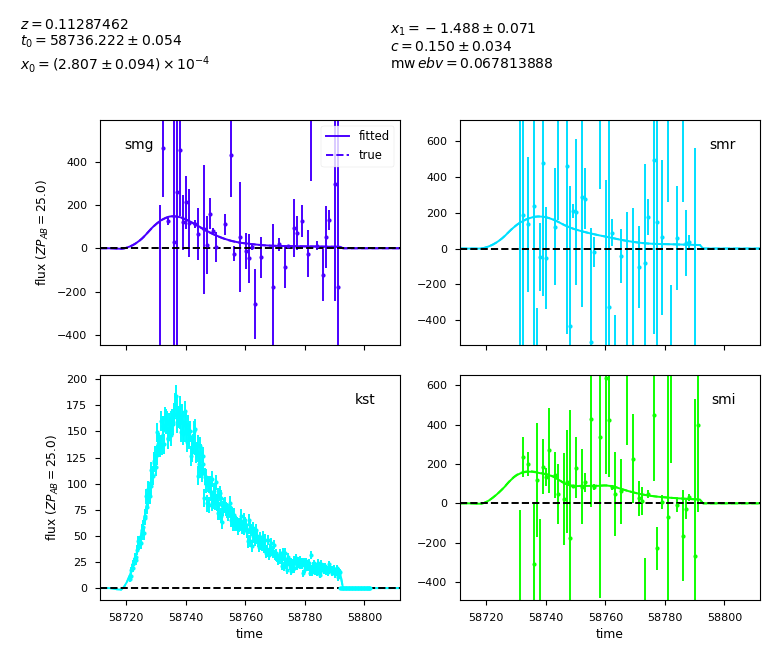 z = 0.11287462
t₀ = 58736.222 ± 0.054
x₀ = (2.807 ± 0.094) × 10⁻⁴
x₁ = −1.488 ± 0.071
c = 0.150 ± 0.034
mw ebv = 0.067813888
smg
fitted
true
400
200
0
−200
−400
flux (ZP_AB = 25.0)
smr
600
400
200
0
−200
−400
kst
200
175
150
125
100
75
50
25
0
flux (ZP_AB = 25.0)
58720 58740 58760 58780 58800
time
smi
600
400
200
0
−200
−400
58720 58740 58760 58780 58800
time